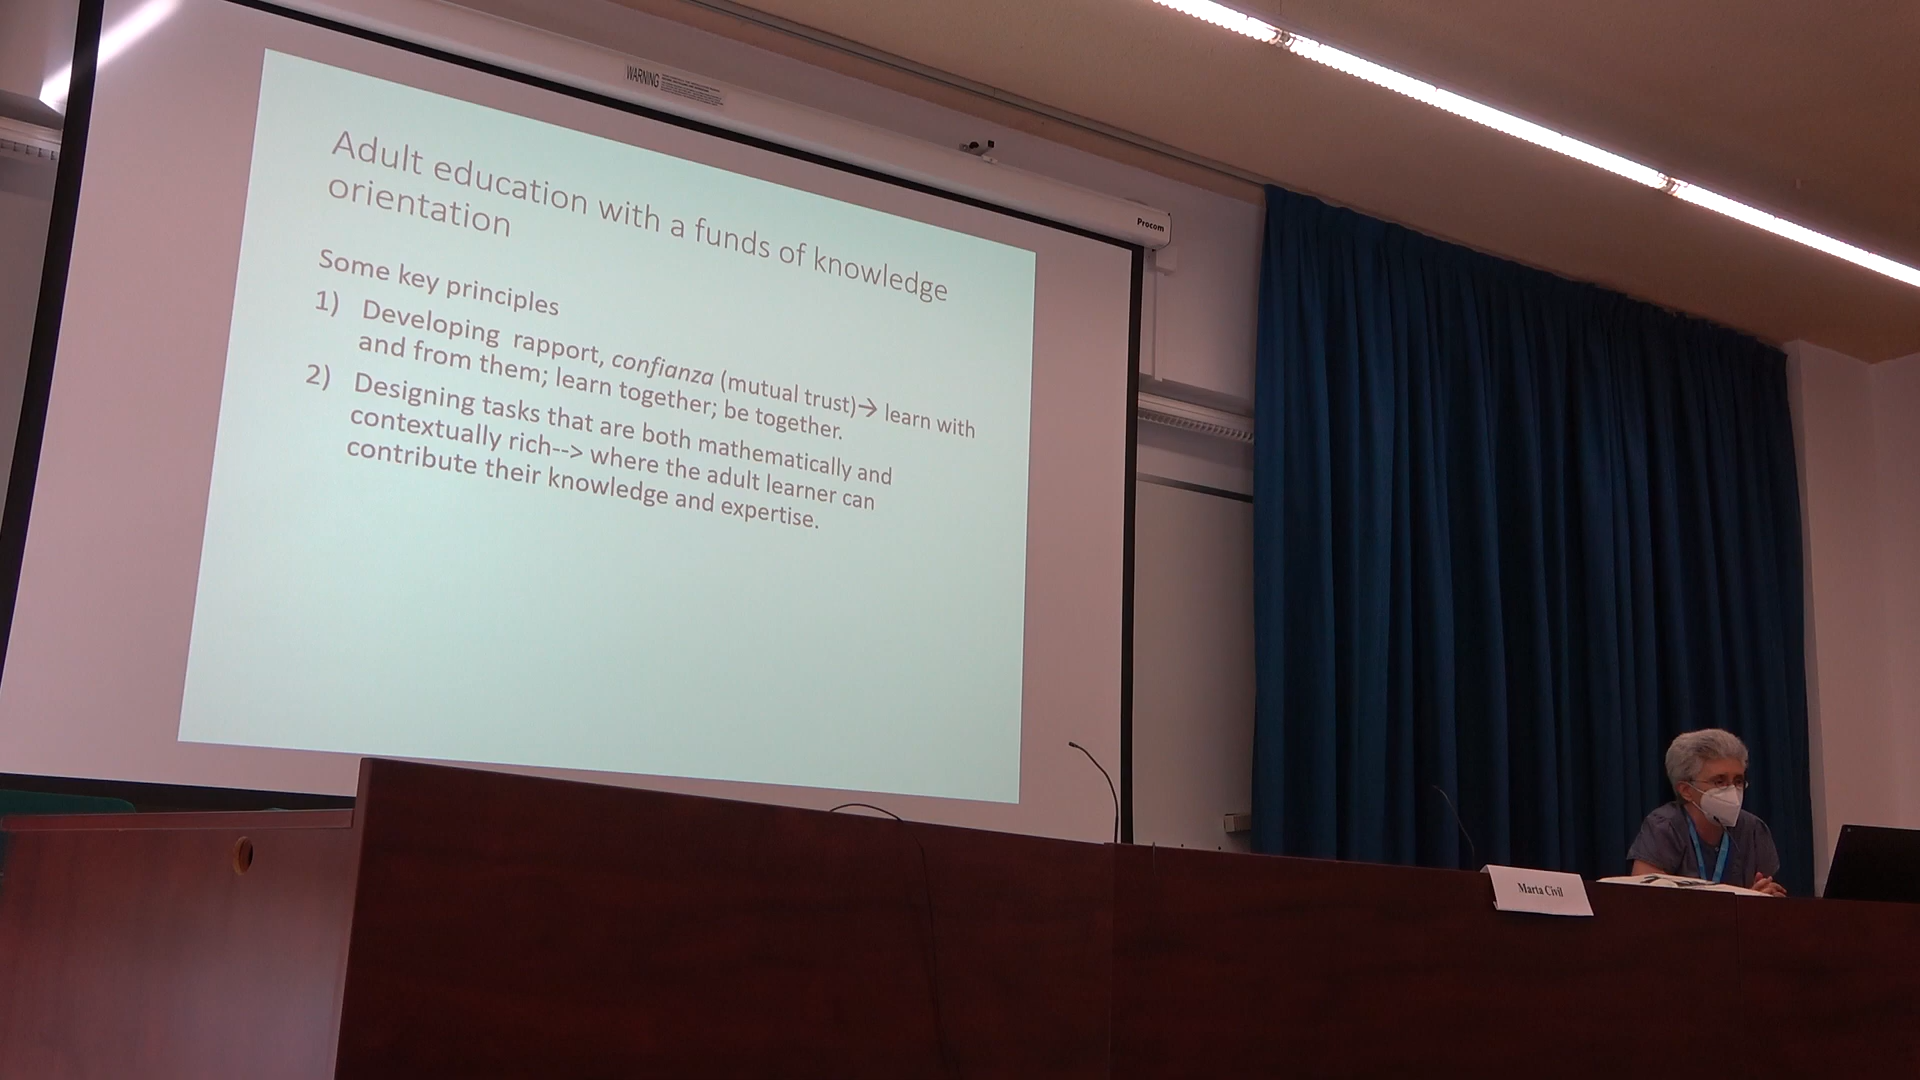 WARNING
Procom
Adult education with a funds of knowledge
orientation
Some key principles
1) Developing rapport, confianza (mutual trust)→ learn with
and from them; learn together; be together.
2) Designing tasks that are both mathematically and
contextually rich--> where the adult learner can
contribute their knowledge and expertise.
Marta Civil